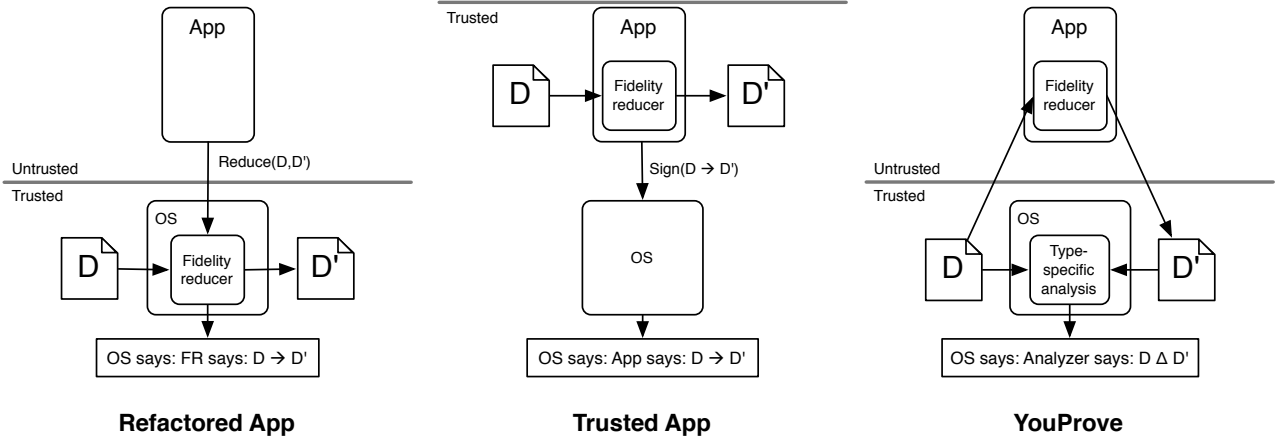 App
Reduce(D,D')
Untrusted
Trusted
OS
D
Fidelity
reducer
D'
OS says: FR says: D → D'
Refactored App
Trusted
App
D
Fidelity
reducer
D'
Sign(D → D')
OS
OS says: App says: D → D'
Trusted App
App
Fidelity
reducer
Untrusted
Trusted
OS
D
Type-
specific
analysis
D'
OS says: Analyzer says: D Δ D'
YouProve